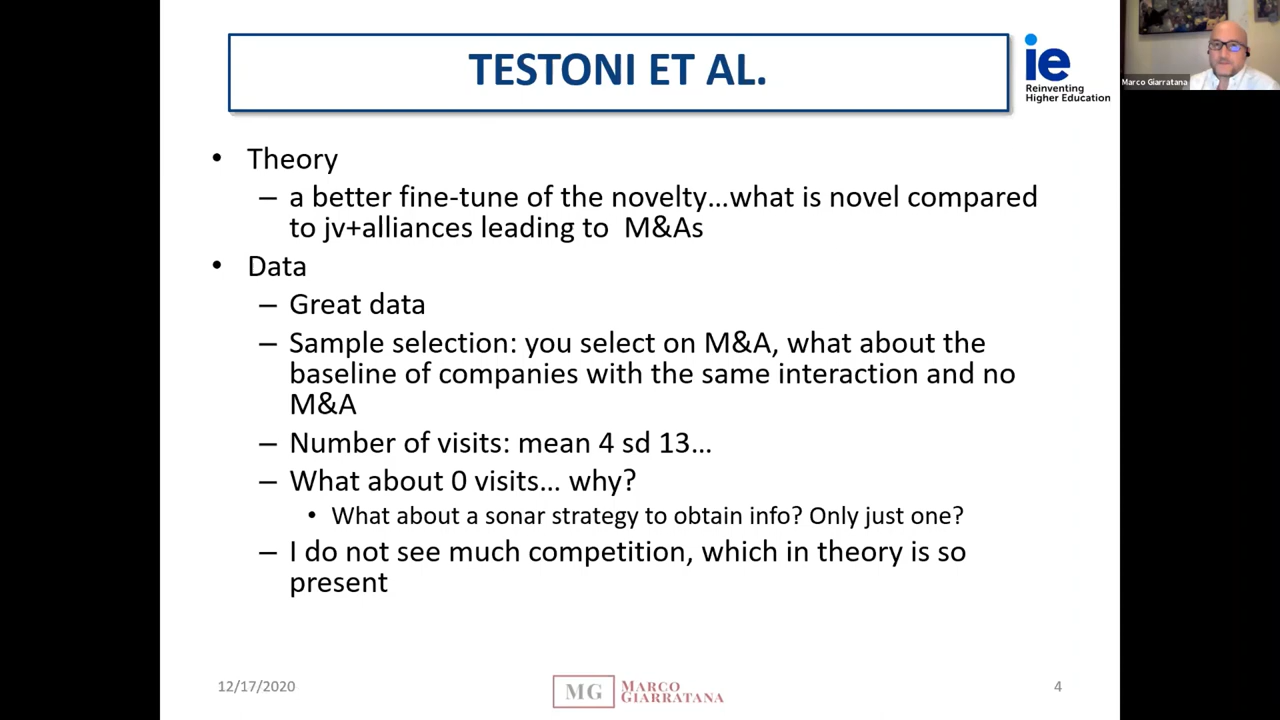 TESTONI ET AL.
ie
Reinventing
Higher Education
Marco Giarratana
• Theory
– a better fine-tune of the novelty…what is novel compared
to jv+alliances leading to M&As
• Data
– Great data
– Sample selection: you select on M&A, what about the
baseline of companies with the same interaction and no
M&A
– Number of visits: mean 4 sd 13…
– What about 0 visits… why?
• What about a sonar strategy to obtain info? Only just one?
– I do not see much competition, which in theory is so
present
12/17/2020
MG
MARCO
GIARRATANA
4